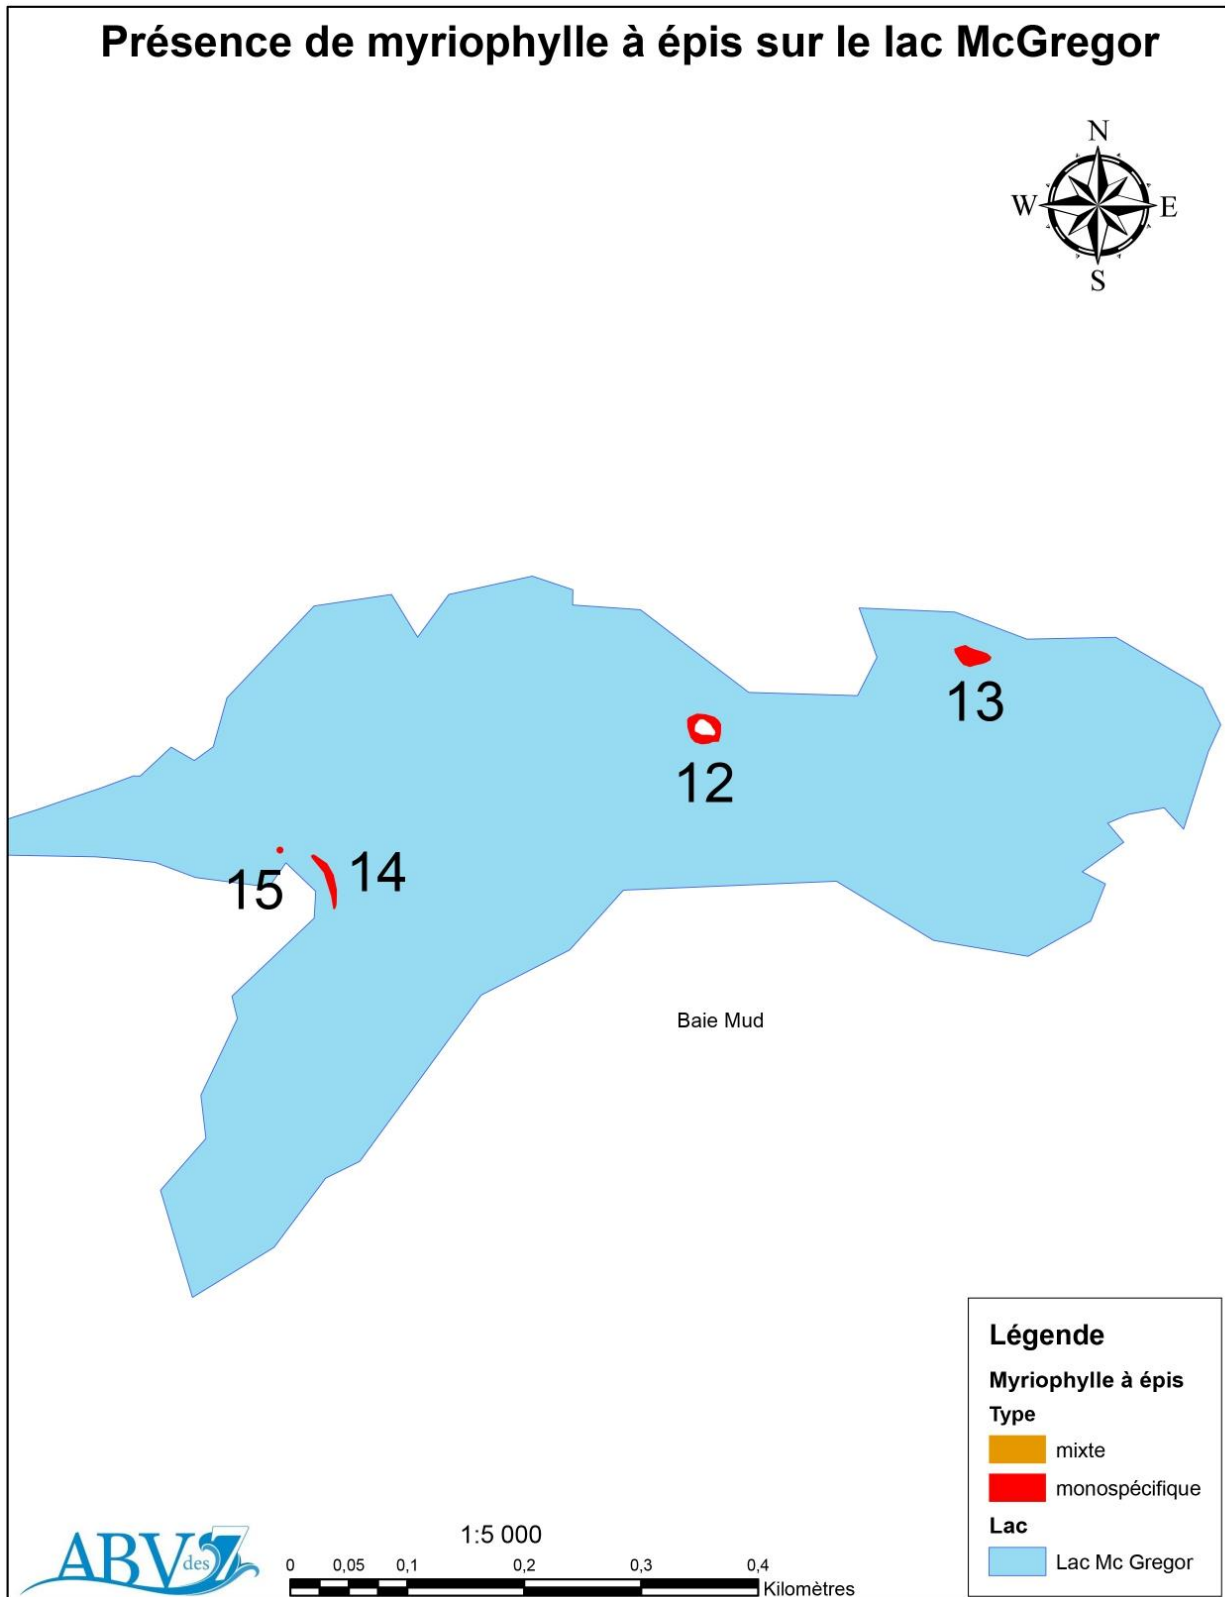 Présence de myriophylle à épis sur le lac McGregor
N
W E
S
13
12
14
15
Baie Mud
Légende
Myriophylle à épis
Type
mixte
monospécifique
Lac
Lac Mc Gregor
ABV des 7
1:5 000
0 0,05 0,1 0,2 0,3 0,4
Kilomètres